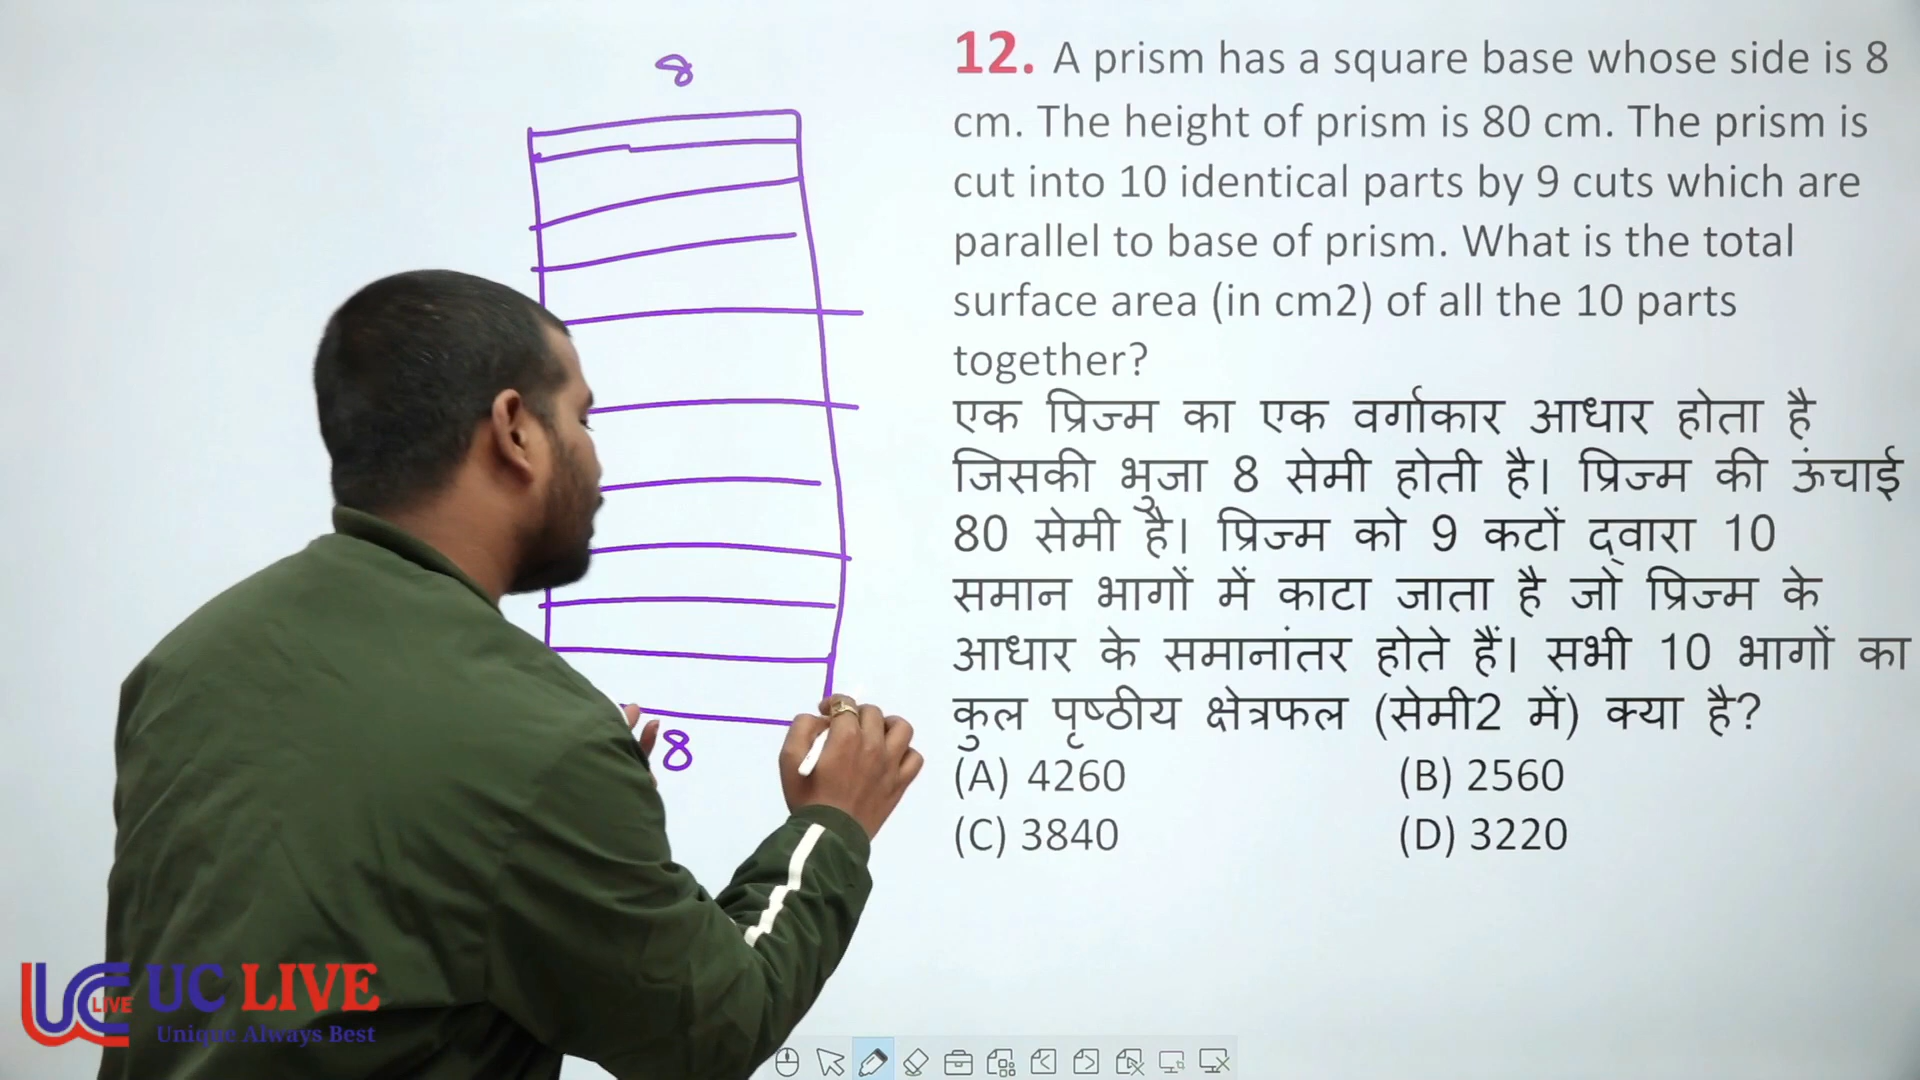 8
12. A prism has a square base whose side is 8
cm. The height of prism is 80 cm. The prism is
cut into 10 identical parts by 9 cuts which are
parallel to base of prism. What is the total
surface area (in cm2) of all the 10 parts
together?
एक प्रिज्म का एक वर्गाकार आधार होता है
जिसकी भुजा 8 सेमी होती है। प्रिज्म की ऊंचाई
80 सेमी है। प्रिज्म को 9 कटों द्वारा 10
समान भागों में काटा जाता है जो प्रिज्म के
आधार के समानांतर होते हैं। सभी 10 भागों का
कुल पृष्ठीय क्षेत्रफल (सेमी2 में) क्या है?
8
(A) 4260 (B) 2560
(C) 3840 (D) 3220
UC LIVE UC LIVE
Unique Always Best